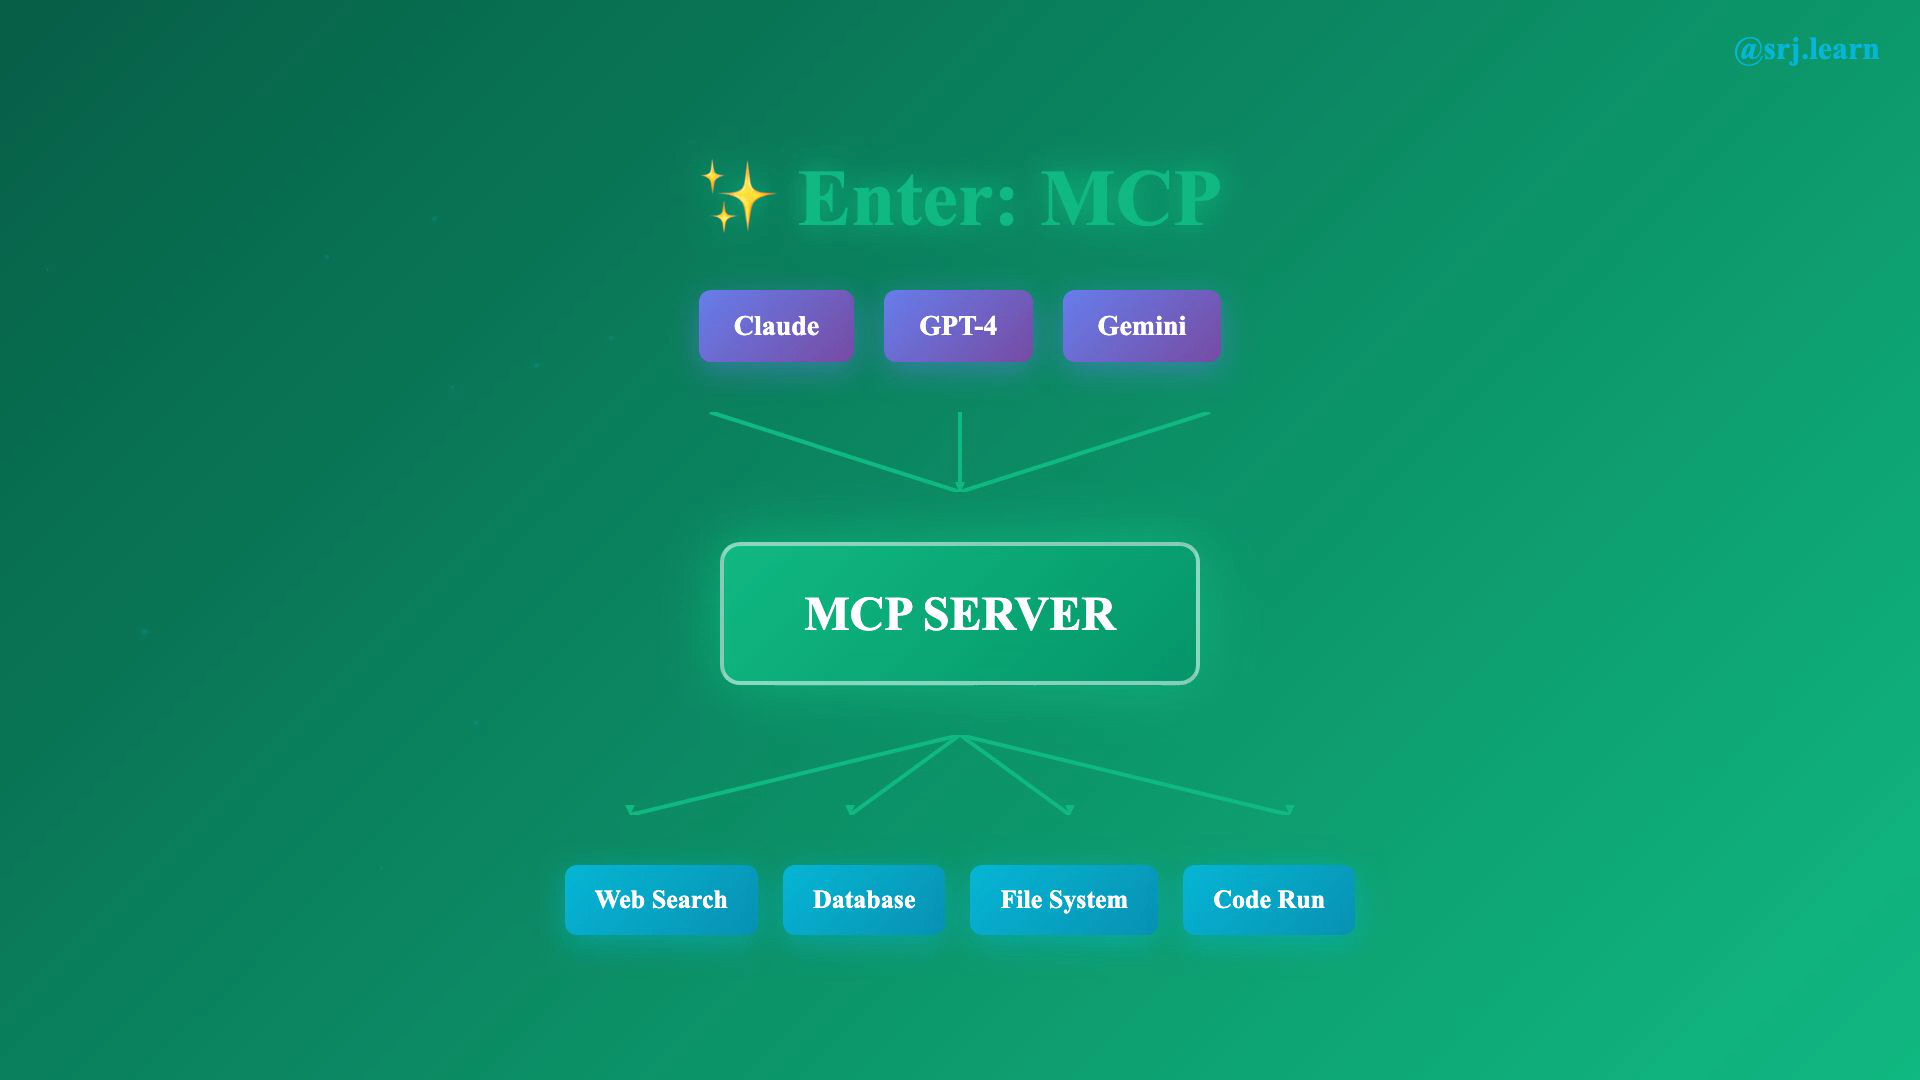 @srj.learn
✨ Enter: MCP
Claude
GPT-4
Gemini
MCP SERVER
Web Search
Database
File System
Code Run